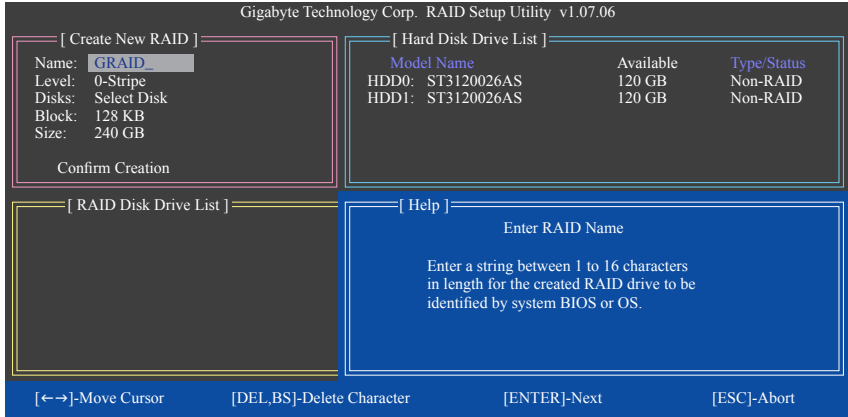 Gigabyte Technology Corp. RAID Setup Utility v1.07.06
[ Create New RAID ]
Name: GRAID_
Level: 0-Stripe
Disks: Select Disk
Block: 128 KB
Size: 240 GB
Confirm Creation
[ Hard Disk Drive List ]
Model Name Available Type/Status
HDD0: ST3120026AS 120 GB Non-RAID
HDD1: ST3120026AS 120 GB Non-RAID
[ RAID Disk Drive List ]
[ Help ]
Enter RAID Name
Enter a string between 1 to 16 characters
in length for the created RAID drive to be
identified by system BIOS or OS.
[←→]-Move Cursor [DEL,BS]-Delete Character [ENTER]-Next [ESC]-Abort